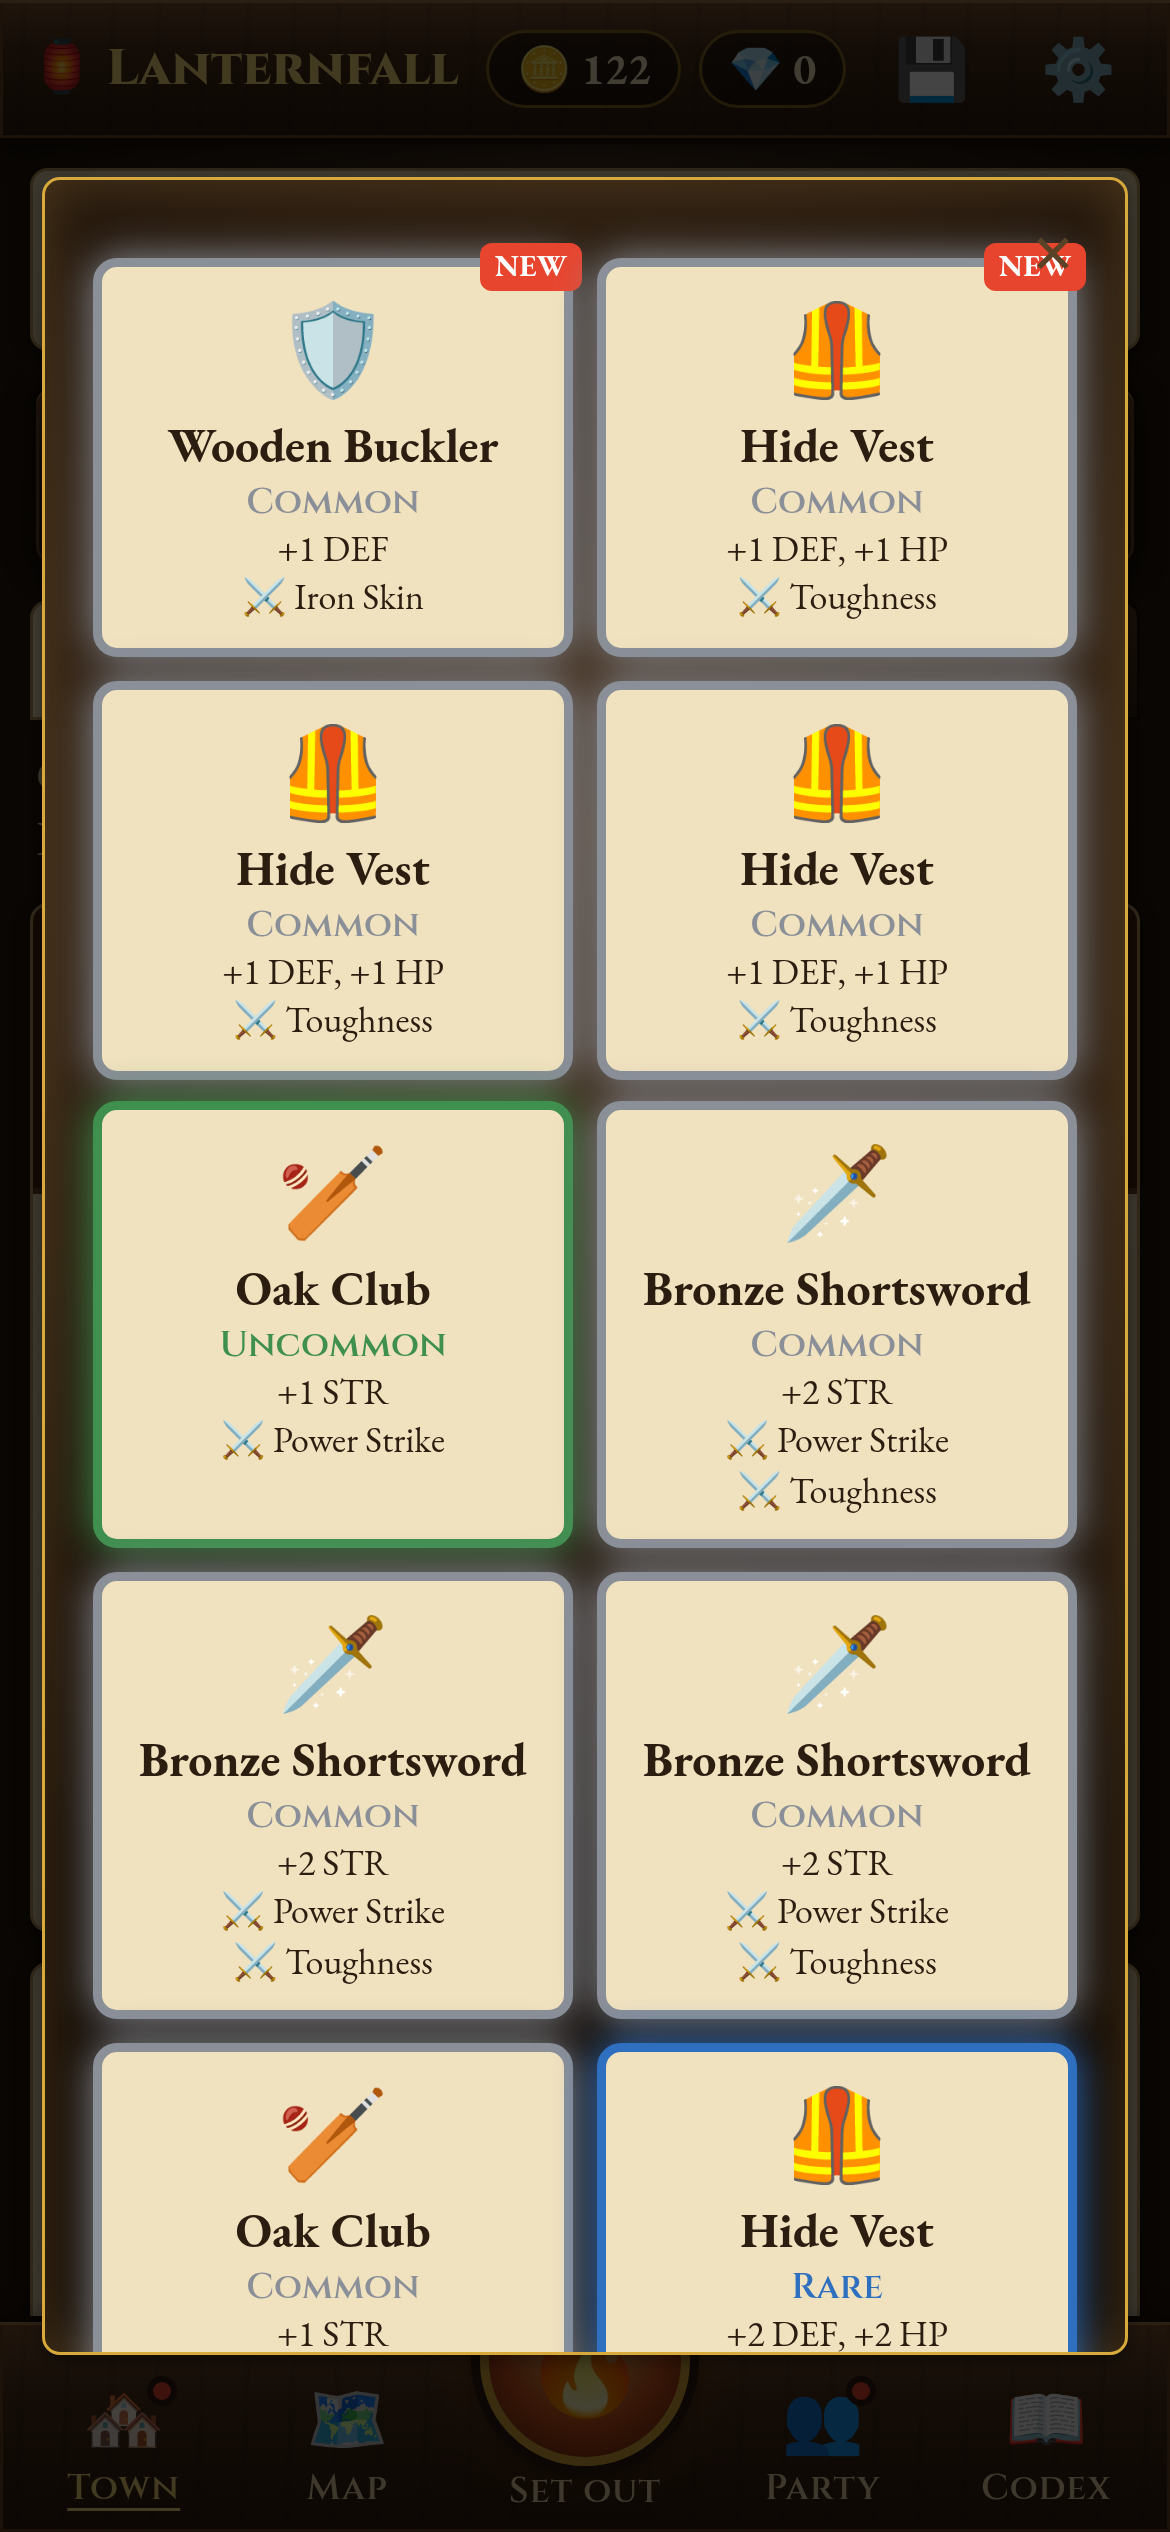 LANTERNFALL 122 0
NEW NEW
Wooden Buckler
COMMON
+1 DEF
Iron Skin
Hide Vest
COMMON
+1 DEF, +1 HP
Toughness
Hide Vest
COMMON
+1 DEF, +1 HP
Toughness
Hide Vest
COMMON
+1 DEF, +1 HP
Toughness
Oak Club
UNCOMMON
+1 STR
Power Strike
Bronze Shortsword
COMMON
+2 STR
Power Strike
Toughness
Bronze Shortsword
COMMON
+2 STR
Power Strike
Toughness
Bronze Shortsword
COMMON
+2 STR
Power Strike
Toughness
Oak Club
COMMON
+1 STR
Hide Vest
RARE
+2 DEF, +2 HP
TOWN MAP SET OUT PARTY CODEX